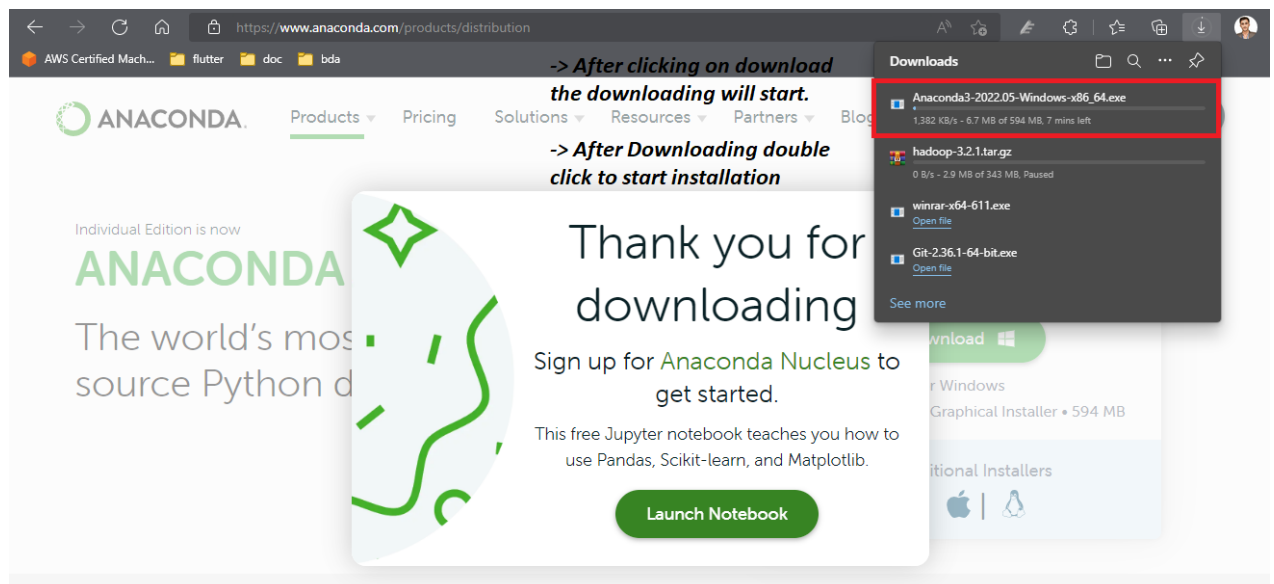 https://www.anaconda.com/products/distribution
AWS Certified Mach... flutter doc bda
-> After clicking on download
the downloading will start.
-> After Downloading double
click to start installation
ANACONDA.
Products Pricing Solutions Resources Partners Blog
Individual Edition is now
ANACONDA
The world's mos
source Python d
Thank you for
downloading
Sign up for Anaconda Nucleus to
get started.
This free Jupyter notebook teaches you how to
use Pandas, Scikit-learn, and Matplotlib.
Launch Notebook
Downloads
Anaconda3-2022.05-Windows-x86_64.exe
1,382 KB/s - 6.7 MB of 594 MB, 7 mins left
hadoop-3.2.1.tar.gz
0 B/s - 2.9 MB of 343 MB, Paused
winrar-x64-611.exe
Open file
Git-2.36.1-64-bit.exe
Open file
See more
wnload
r Windows
Graphical Installer • 594 MB
itional Installers